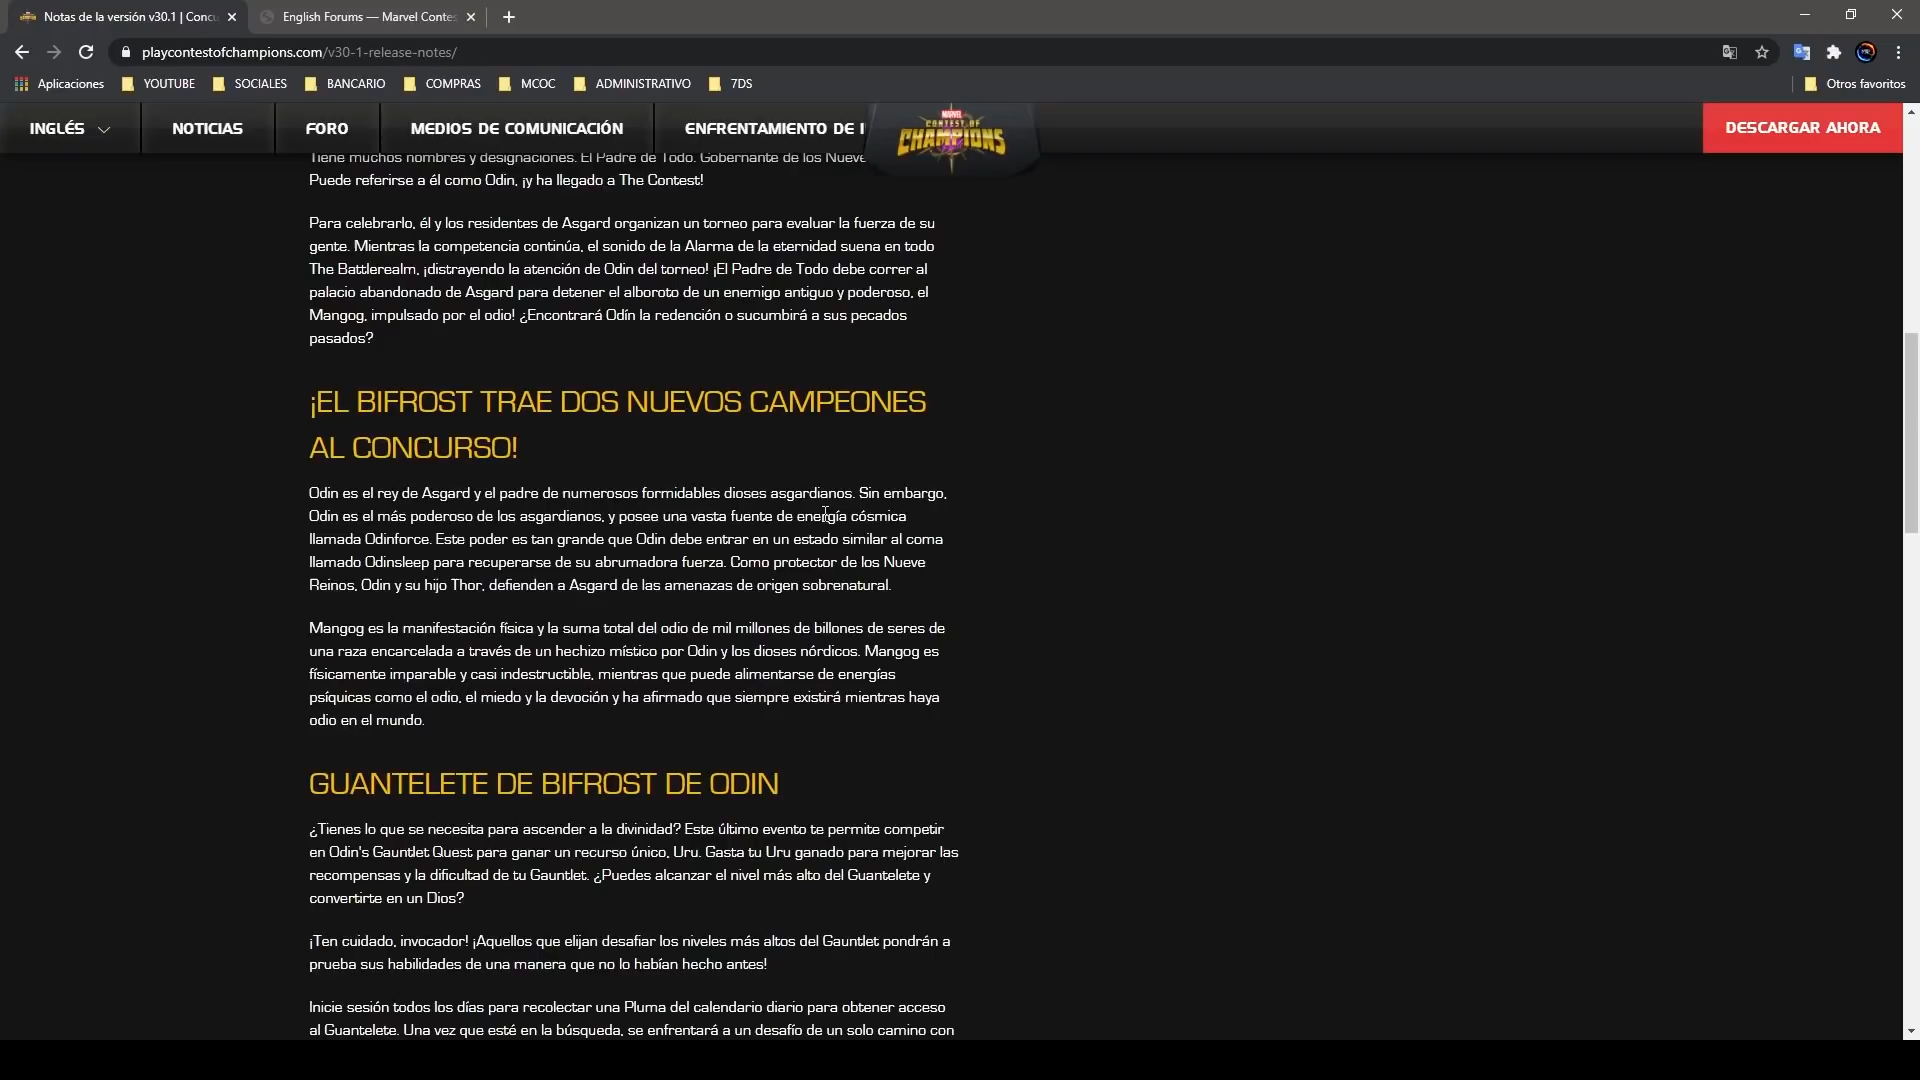 Notas de la versión v30.1 | Concu
English Forums — Marvel Contes
playcontestofchampions.com/v30-1-release-notes/
Aplicaciones
YOUTUBE
SOCIALES
BANCARIO
COMPRAS
MCOC
ADMINISTRATIVO
7DS
Otros favoritos
INGLÉS
NOTICIAS
FORO
MEDIOS DE COMUNICACIÓN
ENFRENTAMIENTO DE
MARVEL
CONTEST OF
CHAMPIONS
DESCARGAR AHORA
Tiene muchos nombres y designaciones. El Padre de Todo. Gobernante de los Nueve
Puede referirse a él como Odin, ¡y ha llegado a The Contest!
Para celebrarlo, él y los residentes de Asgard organizan un torneo para evaluar la fuerza de su
gente. Mientras la competencia continúa, el sonido de la Alarma de la eternidad suena en todo
The Battlerealm, ¡distrayendo la atención de Odin del torneo! ¡El Padre de Todo debe correr al
palacio abandonado de Asgard para detener el alboroto de un enemigo antiguo y poderoso, el
Mangog, impulsado por el odio! ¿Encontrará Odín la redención o sucumbirá a sus pecados
pasados?
¡EL BIFROST TRAE DOS NUEVOS CAMPEONES
AL CONCURSO!
Odin es el rey de Asgard y el padre de numerosos formidables dioses asgardianos. Sin embargo,
Odin es el más poderoso de los asgardianos, y posee una vasta fuente de energía cósmica
llamada Odinforce. Este poder es tan grande que Odin debe entrar en un estado similar al coma
llamado Odinsleep para recuperarse de su abrumadora fuerza. Como protector de los Nueve
Reinos, Odin y su hijo Thor, defienden a Asgard de las amenazas de origen sobrenatural.
Mangog es la manifestación física y la suma total del odio de mil millones de billones de seres de
una raza encarcelada a través de un hechizo místico por Odin y los dioses nórdicos. Mangog es
físicamente imparable y casi indestructible, mientras que puede alimentarse de energías
psíquicas como el odio, el miedo y la devoción y ha afirmado que siempre existirá mientras haya
odio en el mundo.
GUANTELETE DE BIFROST DE ODIN
¿Tienes lo que se necesita para ascender a la divinidad? Este último evento te permite competir
en Odin's Gauntlet Quest para ganar un recurso único, Uru. Gasta tu Uru ganado para mejorar las
recompensas y la dificultad de tu Gauntlet. ¿Puedes alcanzar el nivel más alto del Guantelete y
convertirte en un Dios?
¡Ten cuidado, invocador! ¡Aquellos que elijan desafiar los niveles más altos del Gauntlet pondrán a
prueba sus habilidades de una manera que no lo habían hecho antes!
Inicie sesión todos los días para recolectar una Pluma del calendario diario para obtener acceso
al Guantelete. Una vez que esté en la búsqueda, se enfrentará a un desafío de un solo camino con